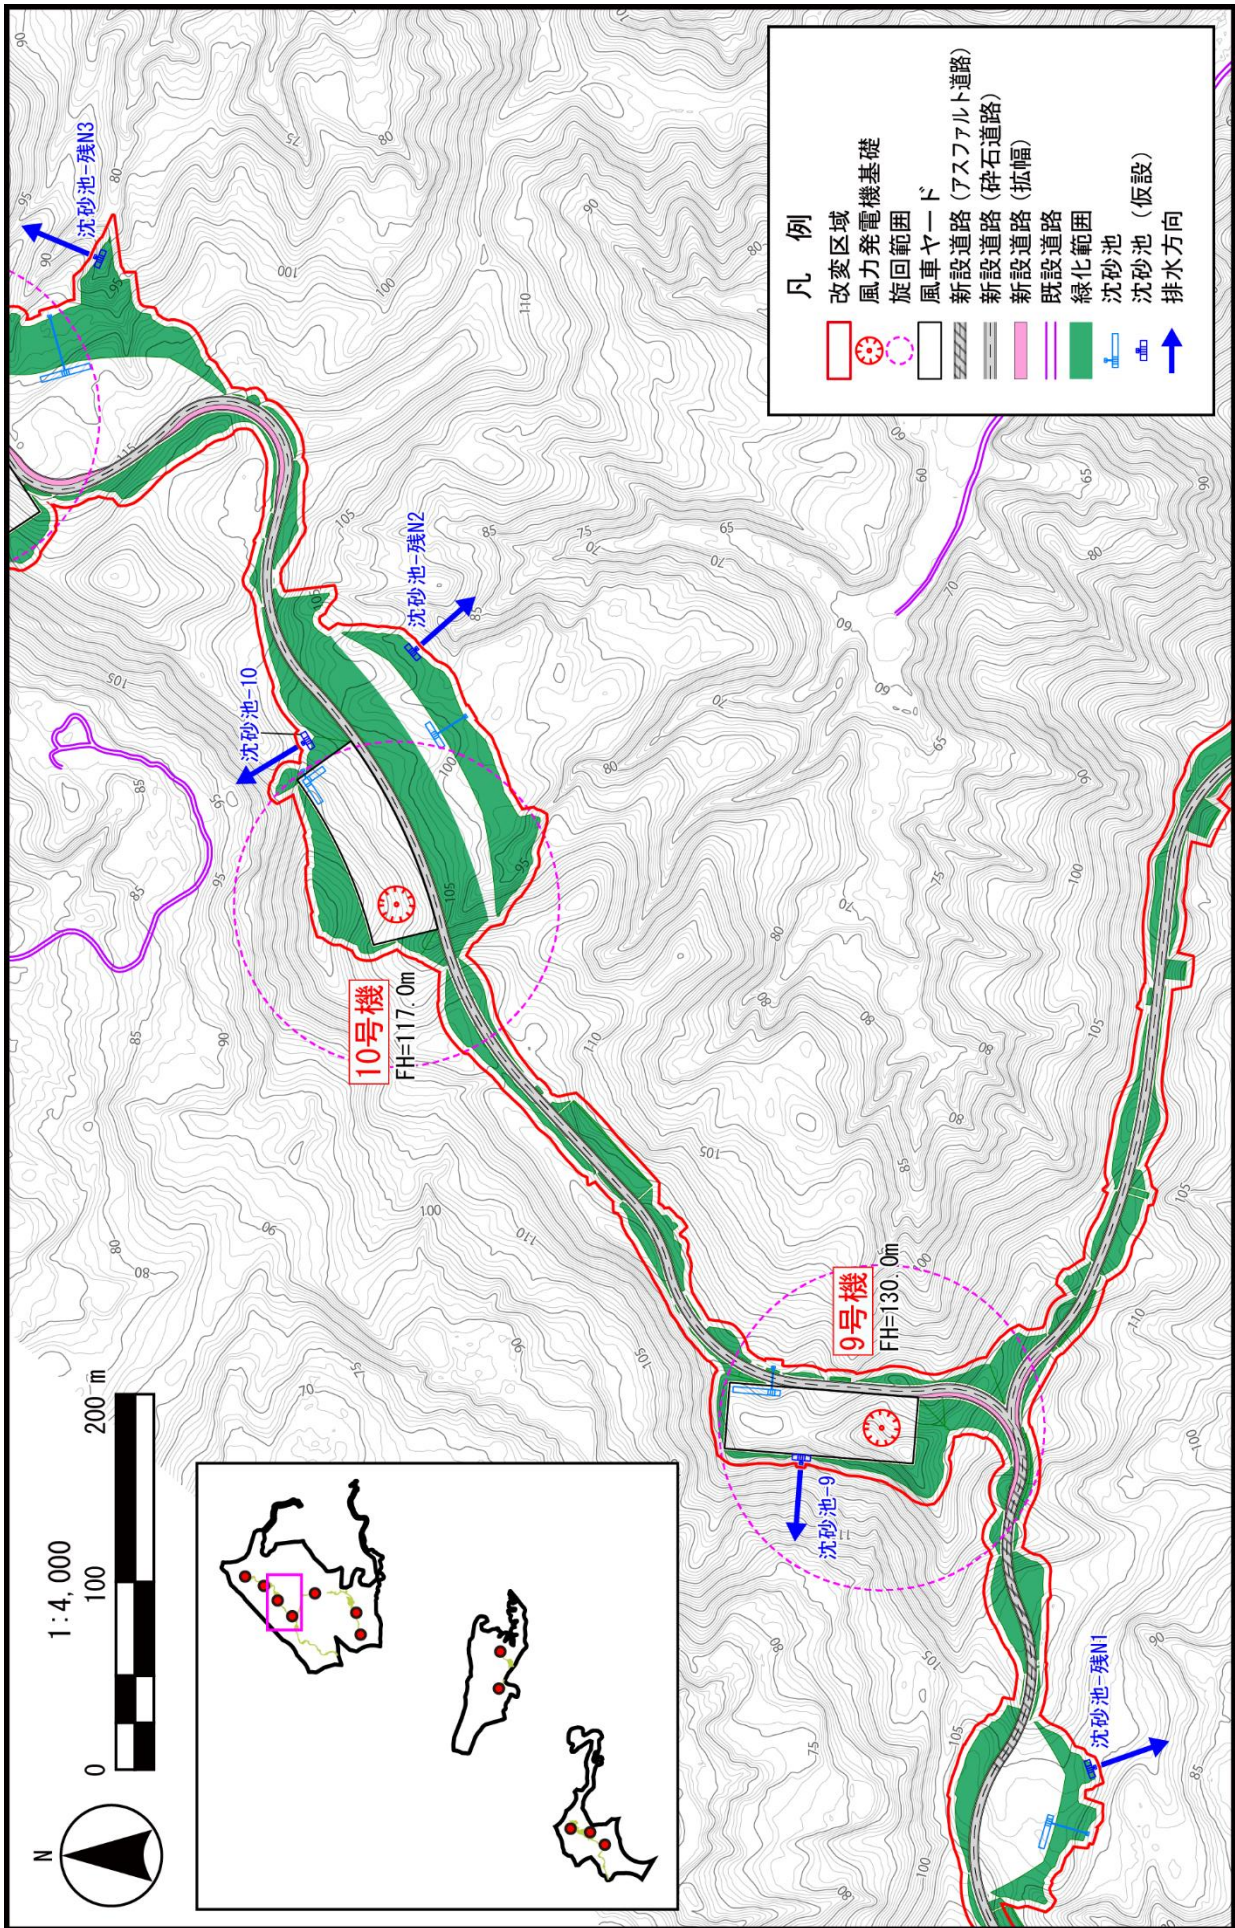 N
1:4,000
0 100 200 m
凡 例
改変区域
風力発電機基礎
旋回範囲
風車ヤード
新設道路（アスファルト道路）
新設道路（砕石道路）
新設道路（拡幅）
既設道路
緑化範囲
沈砂池
沈砂池（仮設）
排水方向
沈砂池-残N3
沈砂池-10
沈砂池-残N2
10号機
FH=117.0m
9号機
FH=130.0m
沈砂池-9
沈砂池-残N1